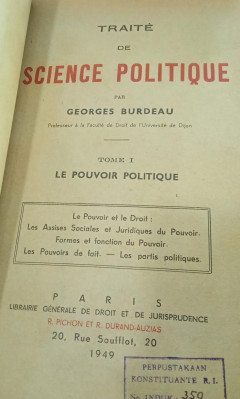 TRAITÉ
DE
SCIENCE POLITIQUE
PAR
GEORGES BURDEAU
Professeur à la Faculté de Droit de l'Université de Dijon
TOME I
LE POUVOIR POLITIQUE
Le Pouvoir et le Droit :
Les Assises Sociales et Juridiques du Pouvoir.
Formes et fonction du Pouvoir.
Les Pouvoirs de fait. — Les partis politiques.
PARIS
LIBRAIRIE GÉNÉRALE DE DROIT ET DE JURISPRUDENCE
R. PICHON ET R. DURAND-AUZIAS
20, Rue Soufflot, 20
1949
PERPUSTAKAAN
KONSTITUANTE R. I.
No. INDUK : 350